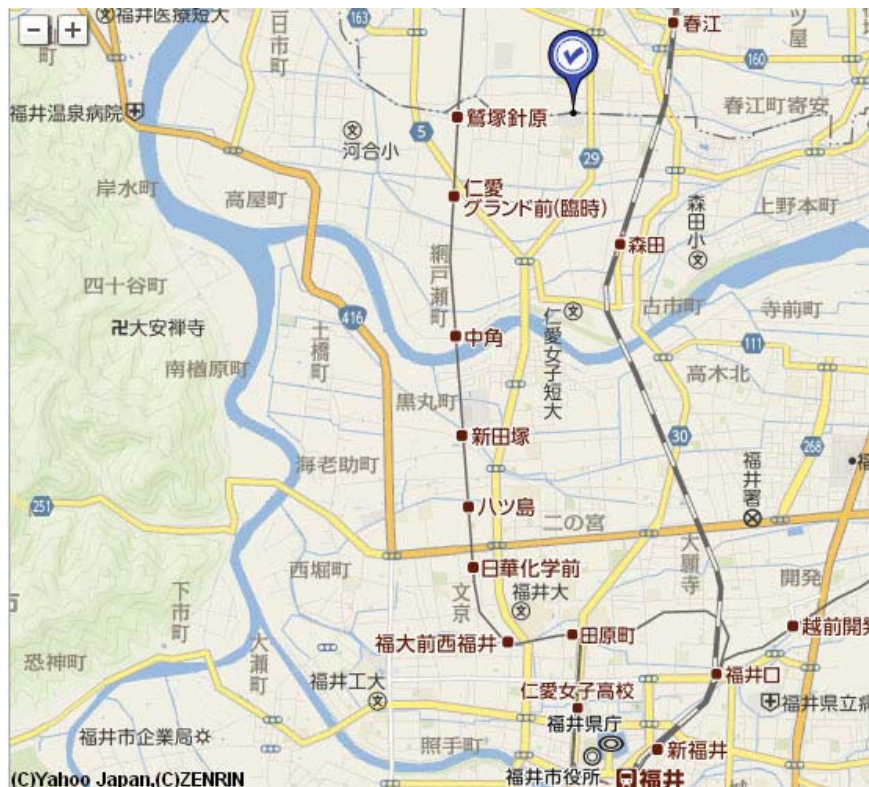 福井医療短大
163
春江
160
福井温泉病院
5
河合小
鷲塚針原
29
春江町寄安
岸水町
高屋町
仁愛
グランド前(臨時)
森田
森田小
上野本町
四十谷町
卍大安禅寺
網戸瀬町
古市町
寺前町
416
土橋町
中角
仁愛女子短大
111
南楢原町
黒丸町
高木北
新田塚
30
268
海老助町
福井署
251
八ツ島
二の宮
大願寺
西堀町
日華化学前
開発
下市町
文京
福井大
越前開発
福大前西福井
田原町
恐神町
大瀬町
福井工大
仁愛女子高校
福井口
福井県立病
福井市企業局
照手町
福井県庁
新福井
福井市役所
福井
(C)Yahoo Japan,(C)ZENRIN